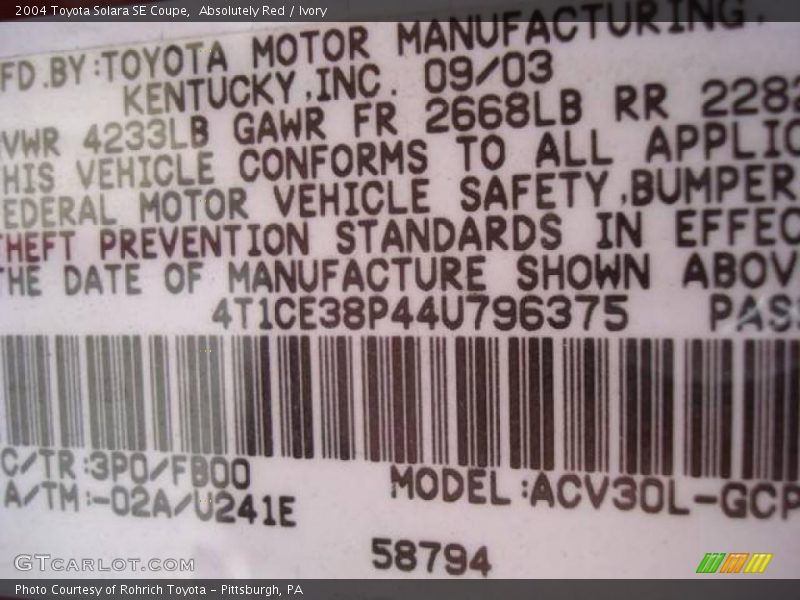 2004 Toyota Solara SE Coupe, Absolutely Red / Ivory
FD.BY:TOYOTA MOTOR MANUFACTURING,
KENTUCKY,INC. 09/03
VWR 4233LB GAWR FR 2668LB RR 2282
HIS VEHICLE CONFORMS TO ALL APPLIC
EDERAL MOTOR VEHICLE SAFETY,BUMPER
HEFT PREVENTION STANDARDS IN EFFEC
THE DATE OF MANUFACTURE SHOWN ABOV
4T1CE38P44U796375 PAS
C/TR:3P0/FB00
A/TM:-02A/U241E
MODEL:ACV30L-GCP
58794
GTCARLOT.COM
Photo Courtesy of Rohrich Toyota - Pittsburgh, PA